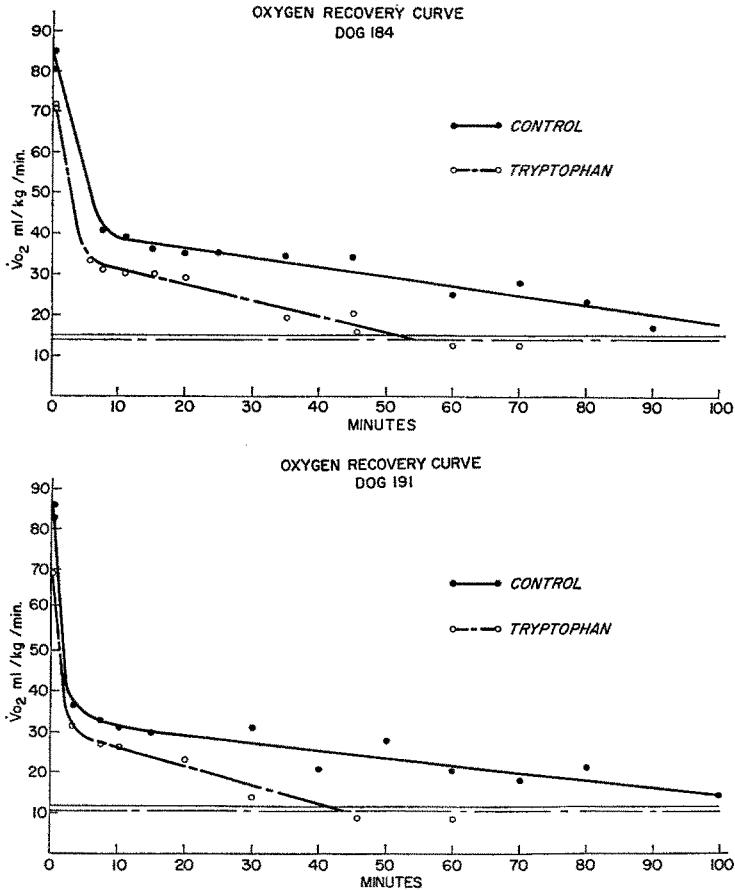 OXYGEN RECOVERY CURVE
DOG 184
90
80
70
60
50
40
30
20
10
V̇o2 ml/kg/min.
CONTROL
TRYPTOPHAN
0 10 20 30 40 50 60 70 80 90 100
MINUTES
OXYGEN RECOVERY CURVE
DOG 191
90
80
70
60
50
40
30
20
10
V̇o2 ml/kg/min.
CONTROL
TRYPTOPHAN
0 10 20 30 40 50 60 70 80 90 100
MINUTES